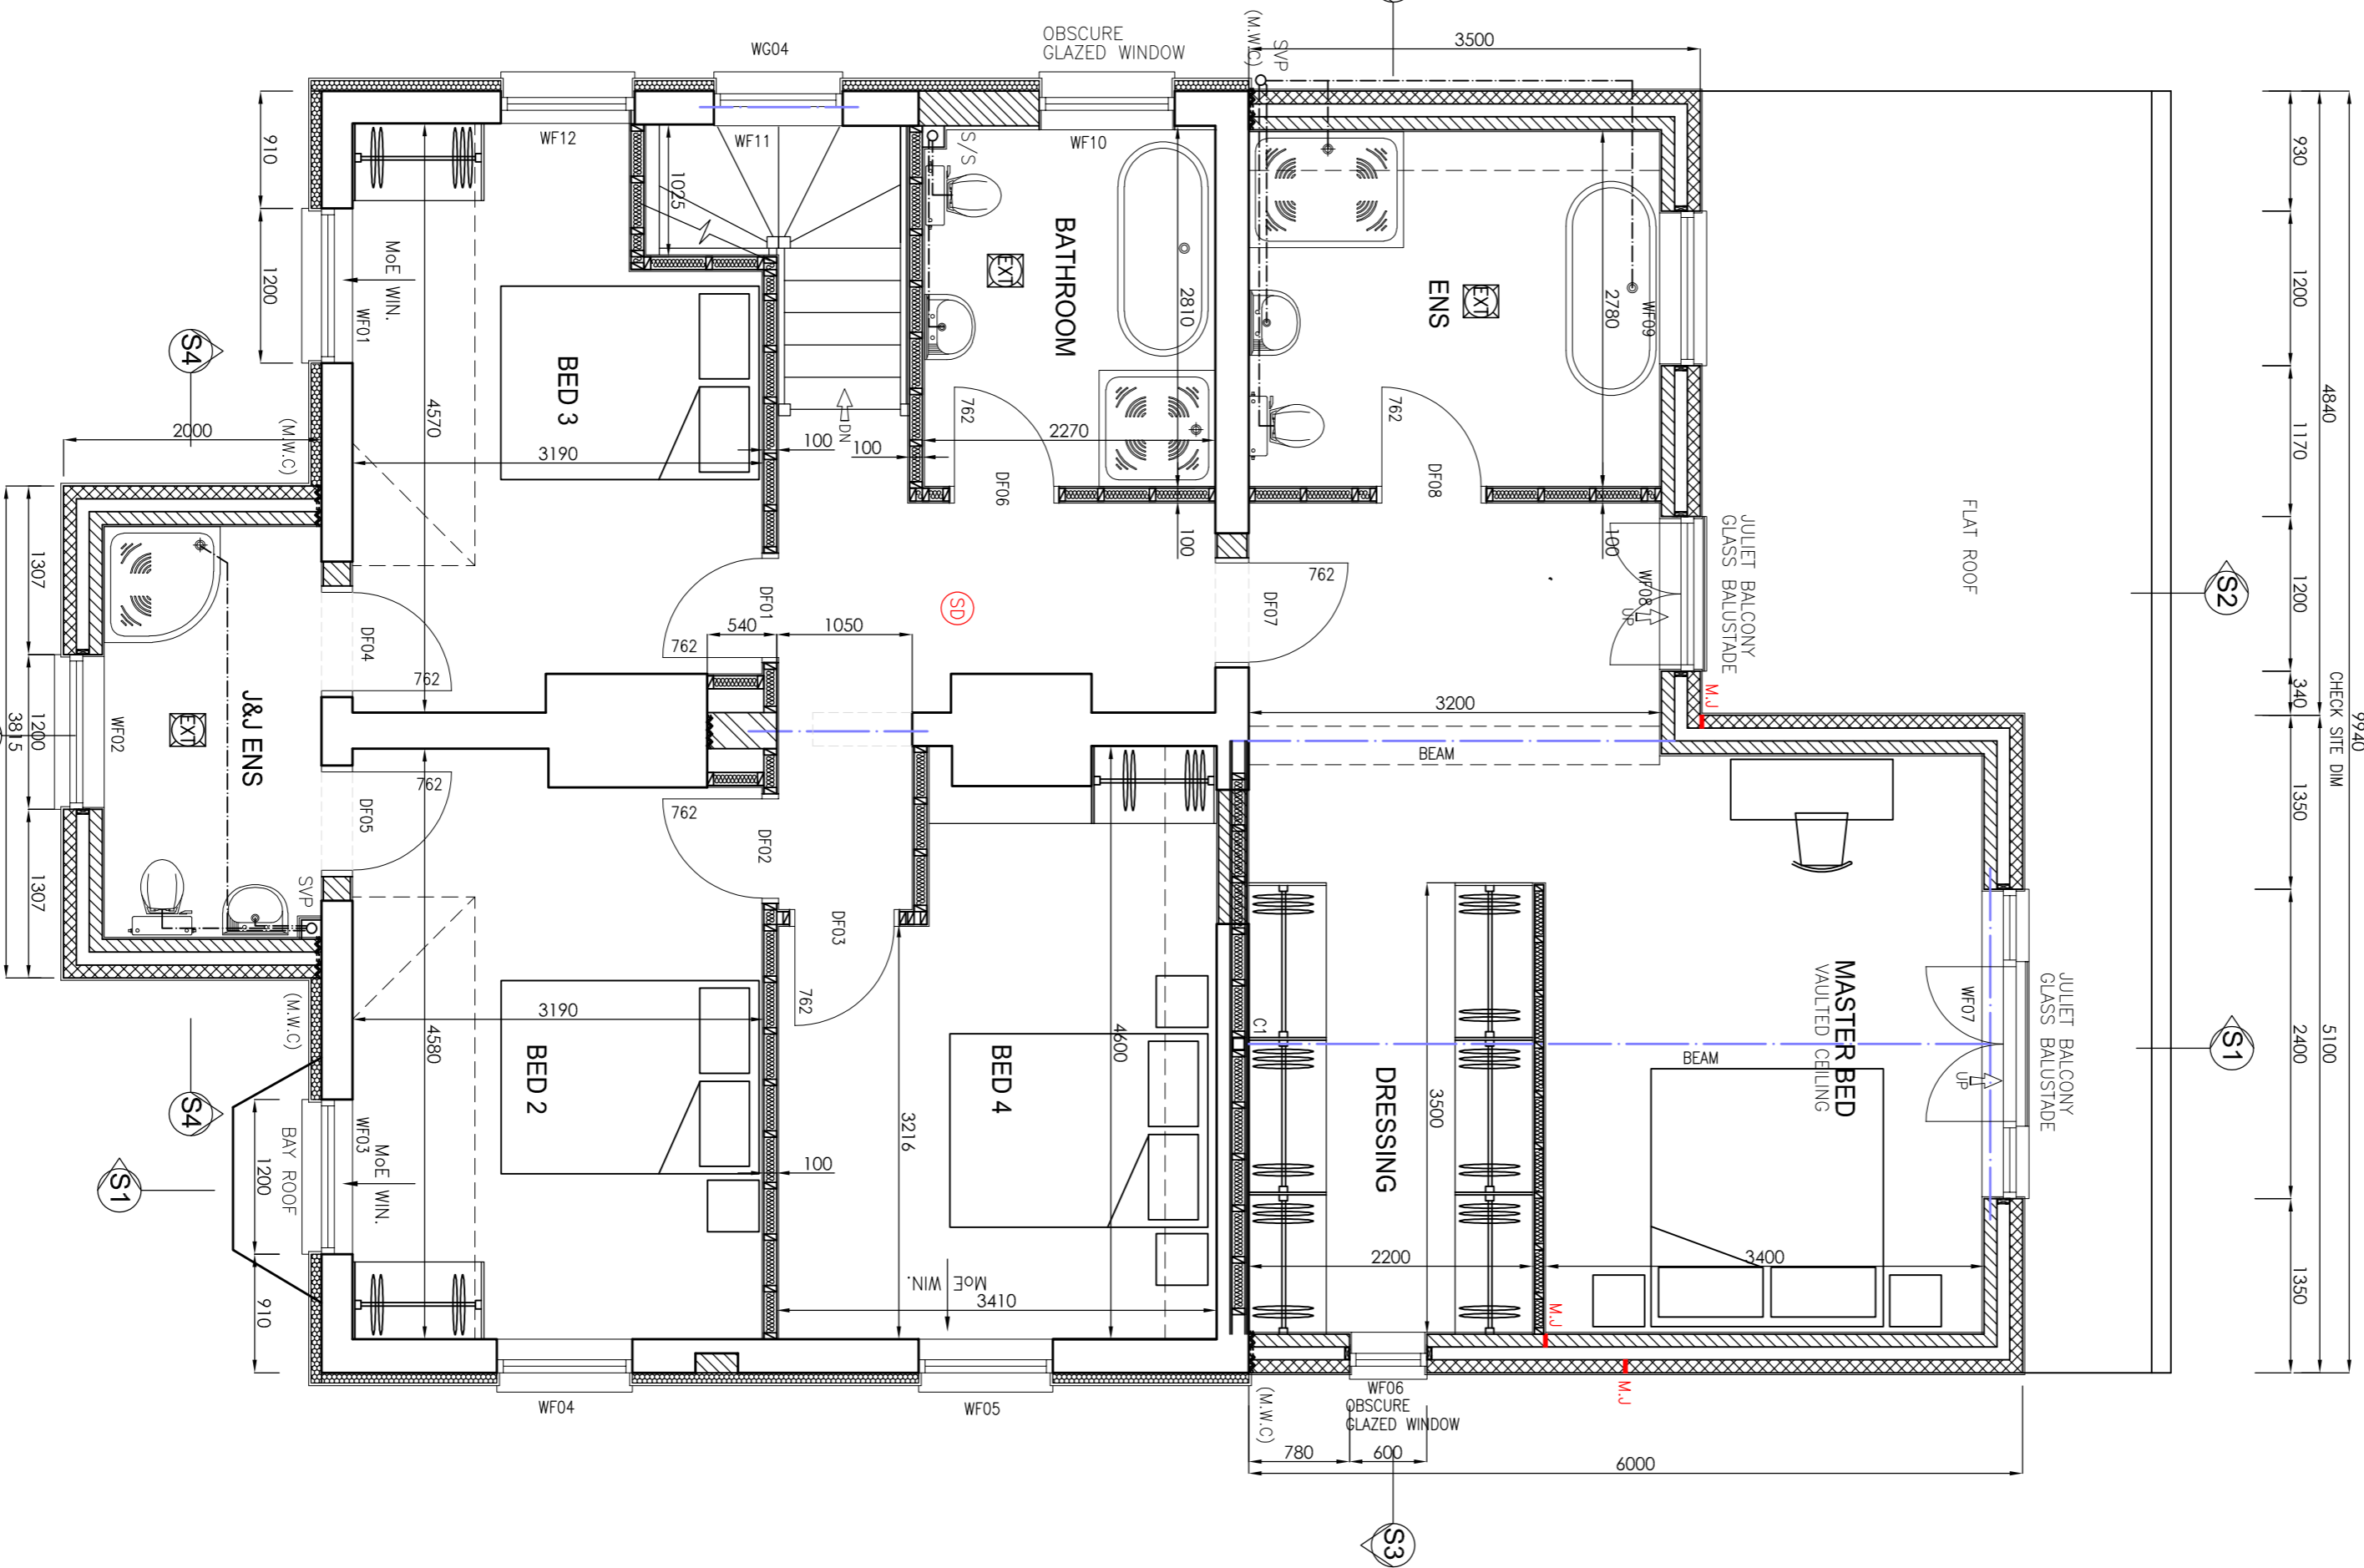 WG04
OBSCURE
GLAZED WINDOW
(M.W.C)
SVP
3500
910
1200
WF12
WF11
WF10
S/S
1025
EXT
BATHROOM
2810
ENS
EXT
2780
WF09
930
1200
1170
1200
340
1350
2400
1350
4840
5100
9940
CHECK SITE DIM
MoE WIN.
WF01
S4
2000
(M.W.C)
4570
BED 3
3190
100
100
DN
762
2270
DF06
762
DF08
100
100
FLAT ROOF
S2
JULIET BALCONY
GLASS BALUSTADE
WF08
UP
M.J
1307
1200
1307
3815
DF04
762
DF01
762
540
1050
SD
762
DF07
3200
BEAM
J&J ENS
EXT
WF02
DF05
762
762
DF02
DF03
762
SVP
(M.W.C)
3190
BED 2
4580
4600
BED 4
3216
100
C1
DRESSING
3500
MASTER BED
VAULTED CEILING
BEAM
WF07
UP
JULIET BALCONY
GLASS BALUSTADE
S1
S4
BAY ROOF
1200
WF03
MoE WIN.
S1
910
MoE WIN.
3410
2200
3400
M.J
M.J
WF04
WF05
WF06
OBSCURE
GLAZED WINDOW
(M.W.C)
780
600
6000
S3